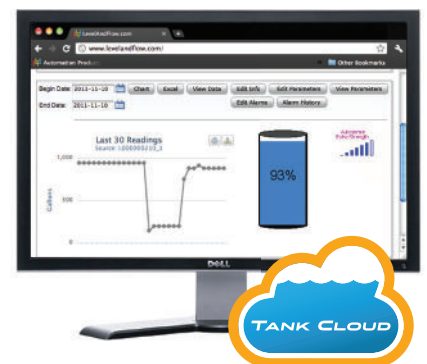 LevelAndFlow.com
www.levelandflow.com/
Other Bookmarks
Begin Date: 2011-11-10 Chart Excel View Data Edit Info Edit Parameters View Parameters
End Date: 2011-11-10 Edit Alarms Alarm History
Last 30 Readings
1,000
500
0
Gallons
93%
DELL
TANK CLOUD